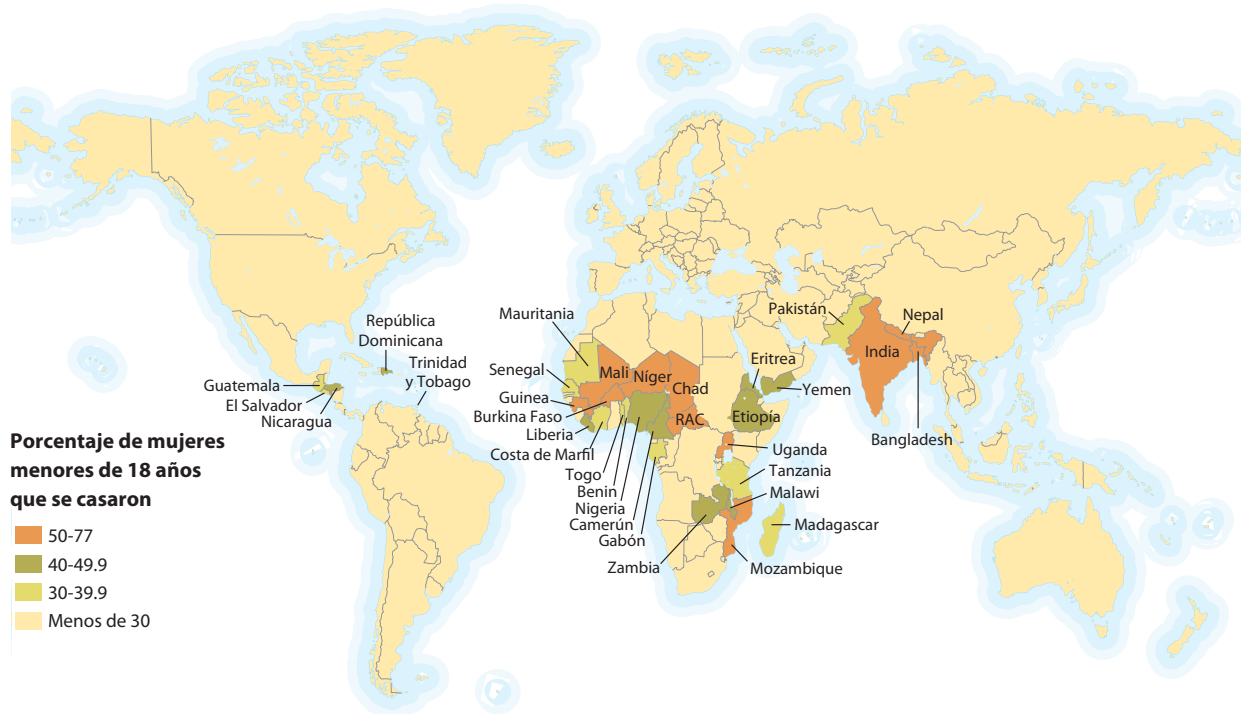 República
Dominicana
Trinidad
y Tobago
Guatemala
El Salvador
Nicaragua
Mauritania
Senegal
Guinea
Burkina Faso
Liberia
Costa de Marfil
Togo
Benin
Nigeria
Camerún
Gabón
Zambia
Mali
Níger
Chad
RAC
Eritrea
Yemen
Etiopía
Uganda
Tanzania
Malawi
Madagascar
Mozambique
Pakistán
Nepal
India
Bangladesh
Porcentaje de mujeres
menores de 18 años
que se casaron
50-77
40-49.9
30-39.9
Menos de 30